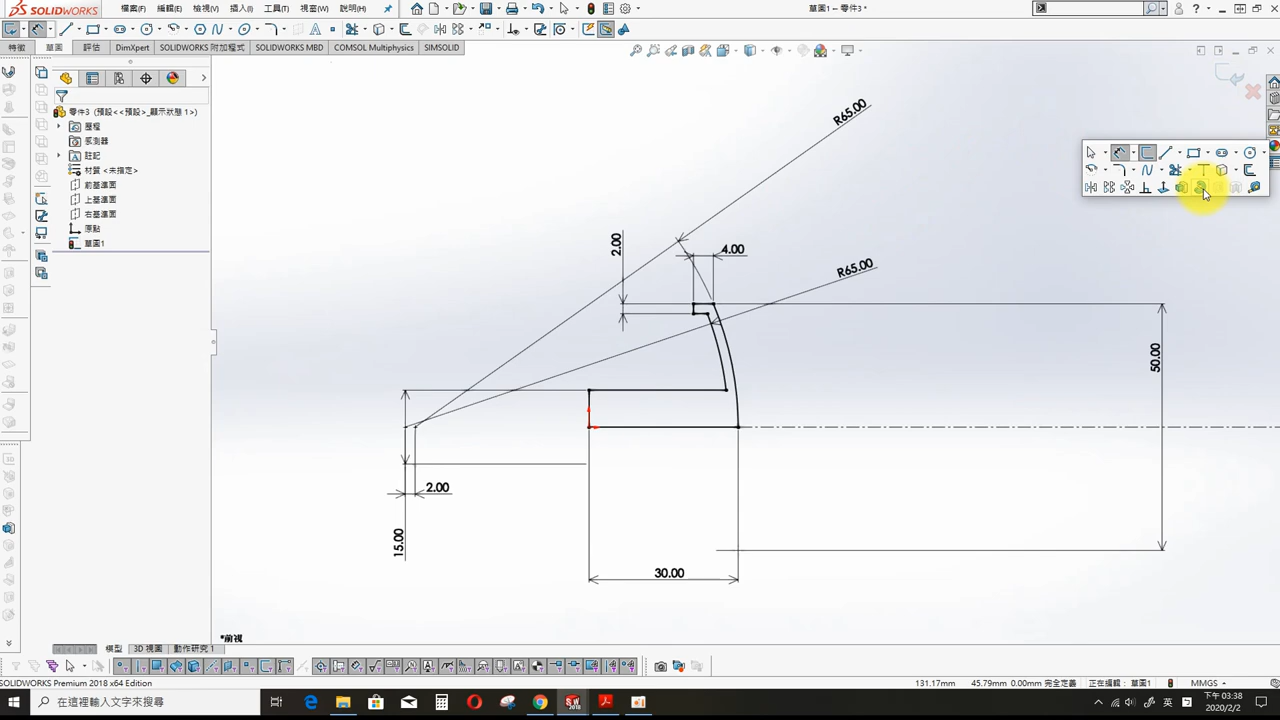 SOLIDWORKS
檔案(F) 編輯(E) 檢視(V) 插入(I) 工具(T) 視窗(W) 說明(H)
草圖1 ← 零件3 *
特徵 草圖 評估 DimXpert SOLIDWORKS 附加程式 SOLIDWORKS MBD COMSOL Multiphysics SIMSOLID
零件3 (預設<<預設>_顯示狀態 1>)
歷程
感測器
註記
材質 <未指定>
前基準面
上基準面
右基準面
原點
草圖1
R65.00
2.00
4.00
R65.00
50.00
2.00
15.00
30.00
*前視
模型 3D 視圖 動作研究 1
SOLIDWORKS Premium 2018 x64 Edition
131.17mm 45.79mm 0.00mm 完全定義 正在編輯: 草圖1 MMGS
在這裡輸入文字來搜尋
英
下午 03:38
2020/2/2